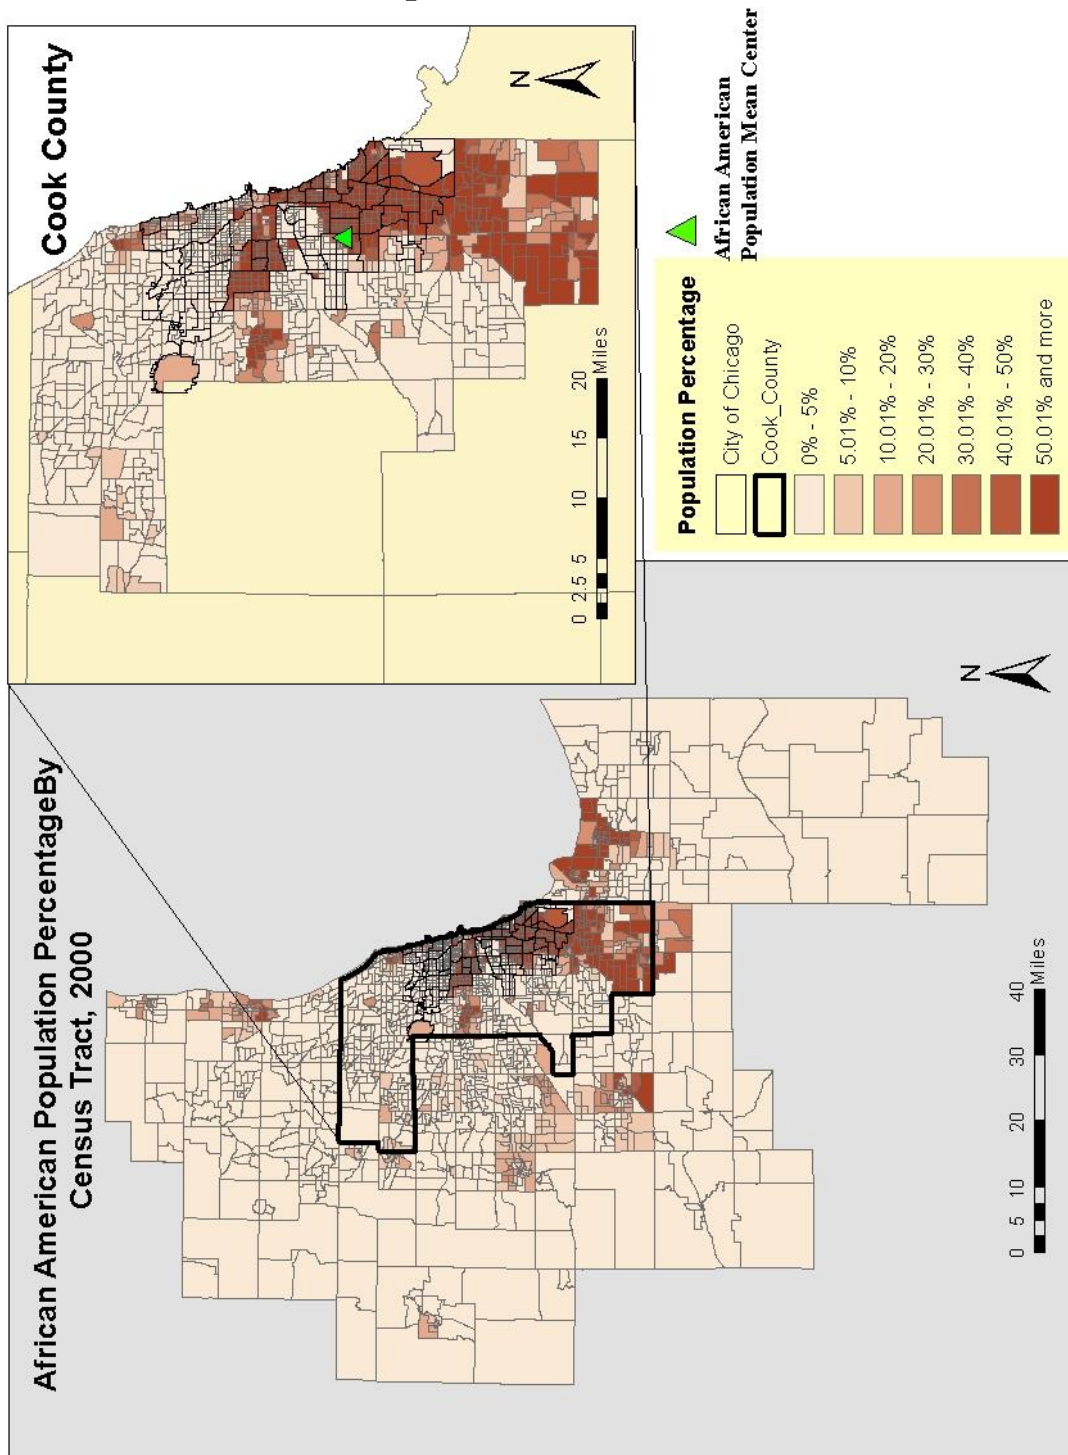 African American Population PercentageBy
Census Tract, 2000
Cook County
N
0 2.5 5 10 15 20
Miles
N
0 5 10 20 30 40
Miles
Population Percentage
City of Chicago
Cook_County
0% - 5%
5.01% - 10%
10.01% - 20%
20.01% - 30%
30.01% - 40%
40.01% - 50%
50.01% and more
African American
Population Mean Center